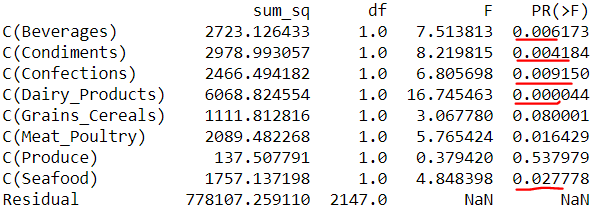 sum_sq df F PR(>F)
C(Beverages) 2723.126433 1.0 7.513813 0.006173
C(Condiments) 2978.993057 1.0 8.219815 0.004184
C(Confections) 2466.494182 1.0 6.805698 0.009150
C(Dairy_Products) 6068.824554 1.0 16.745463 0.000044
C(Grains_Cereals) 1111.812816 1.0 3.067780 0.080001
C(Meat_Poultry) 2089.482268 1.0 5.765424 0.016429
C(Produce) 137.507791 1.0 0.379420 0.537979
C(Seafood) 1757.137198 1.0 4.848398 0.027778
Residual 778107.259110 2147.0 NaN NaN